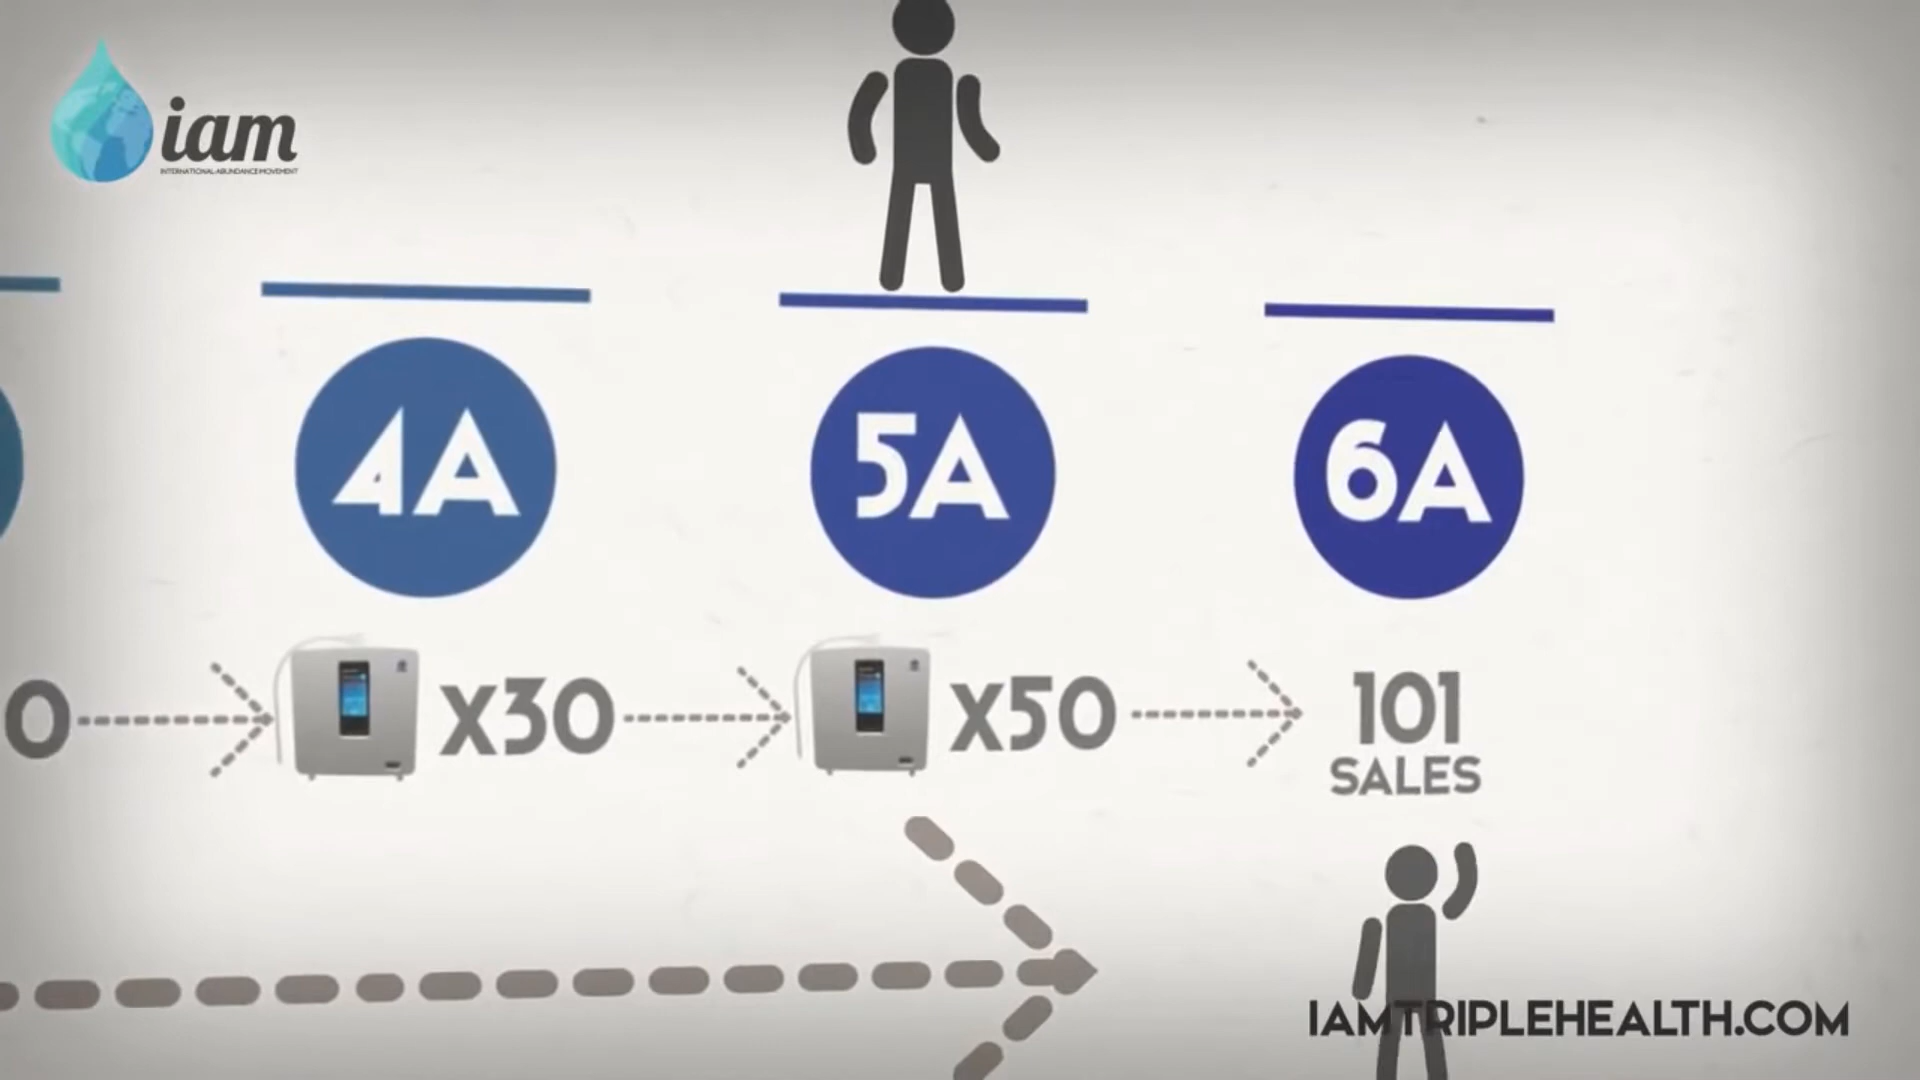 iam
INTERNATIONAL ABUNDANCE MOVEMENT
4A
5A
6A
0
X30
X50
101
SALES
IAMTRIPLEHEALTH.COM